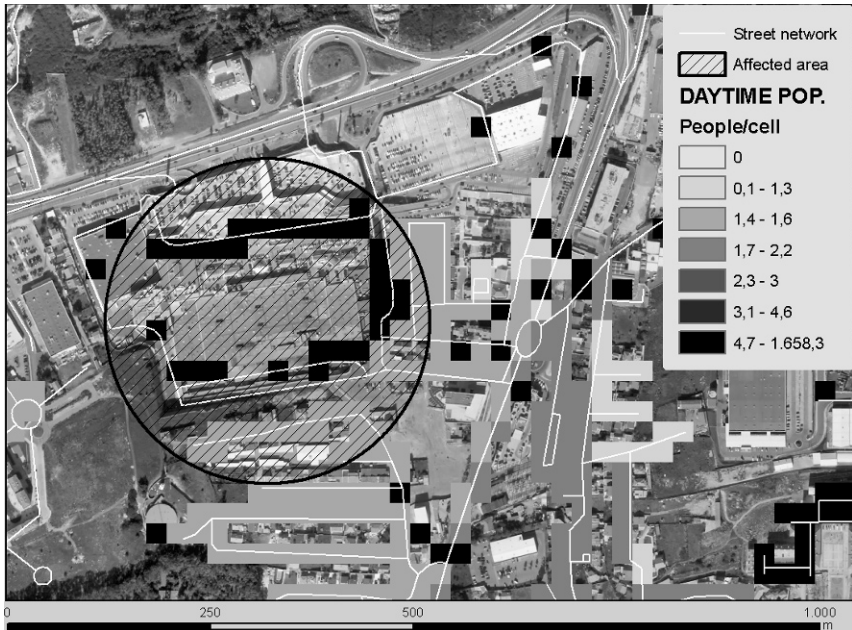 Street network
Affected area
DAYTIME POP.
People/cell
0
0,1 - 1,3
1,4 - 1,6
1,7 - 2,2
2,3 - 3
3,1 - 4,6
4,7 - 1.658,3
0 250 500 1.000
m